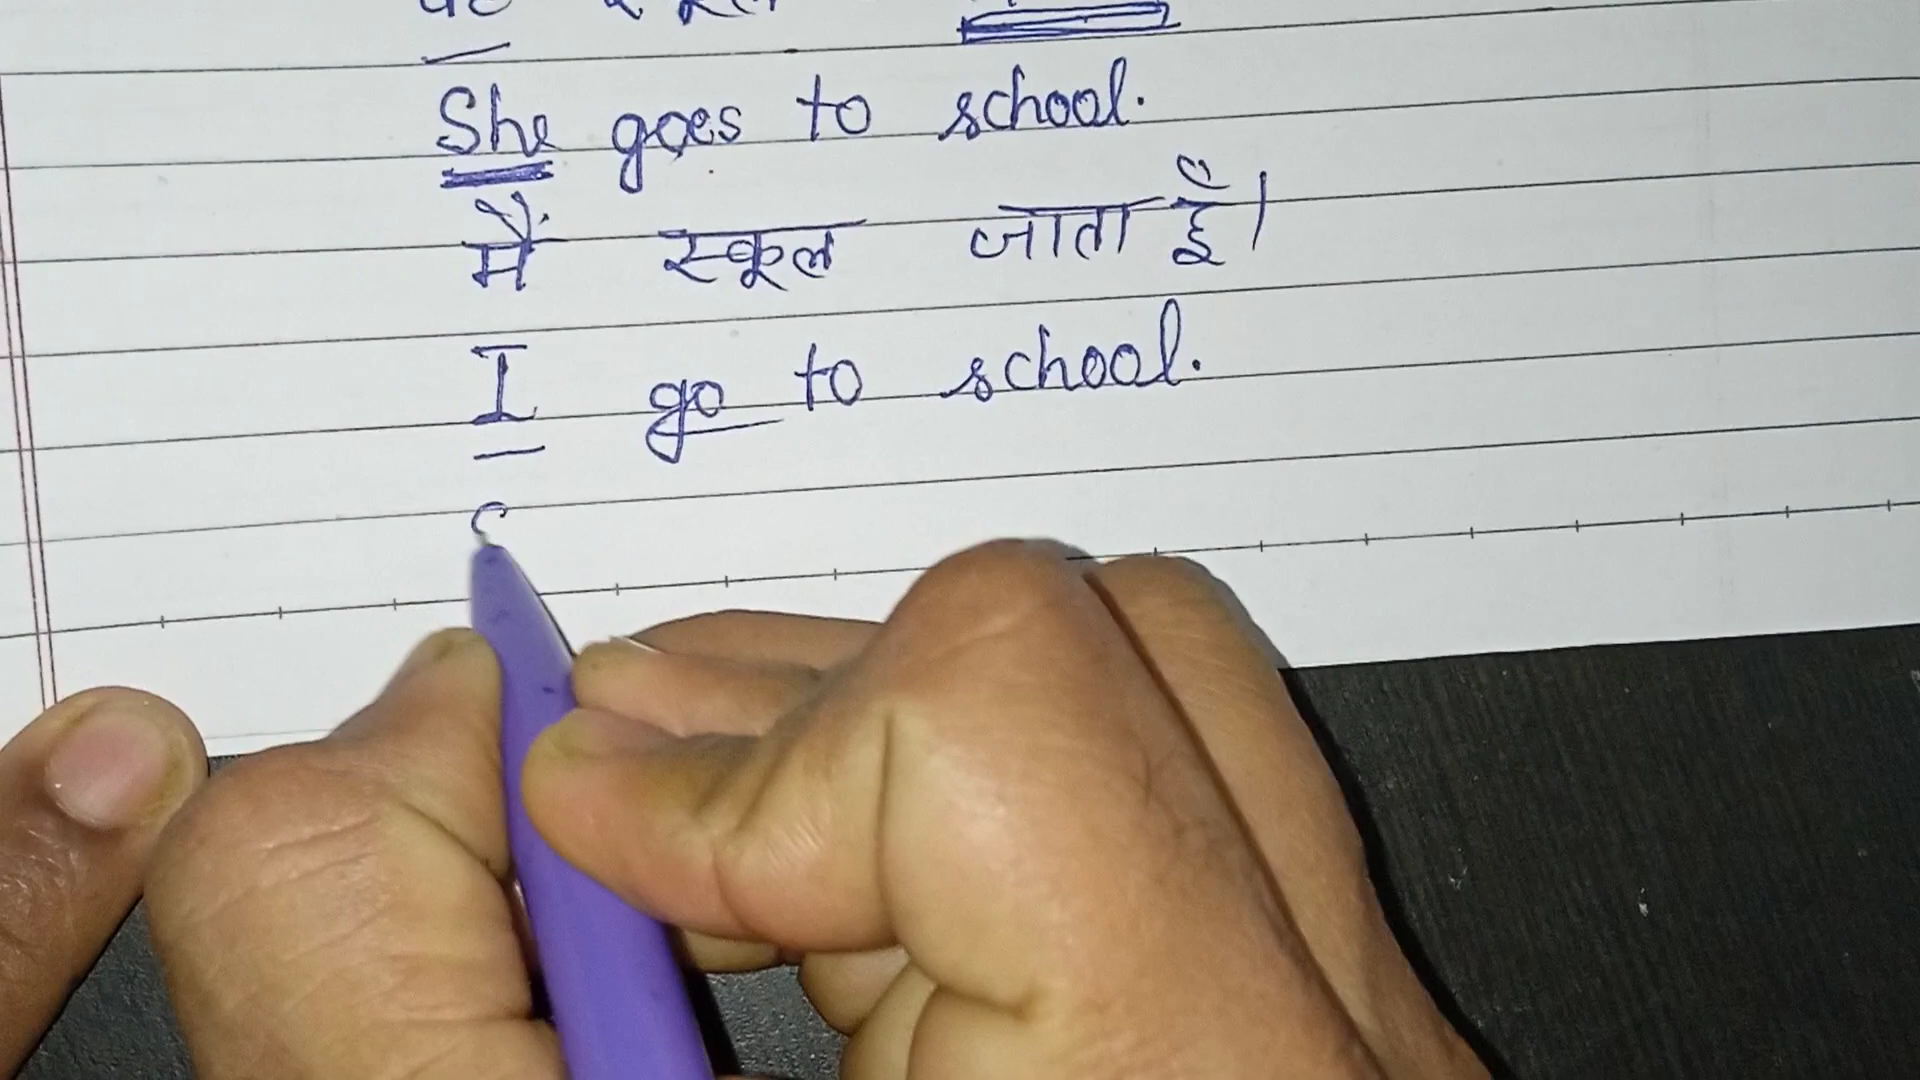 She goes to school.
मैं स्कूल जाता हूँ।
I go to school.